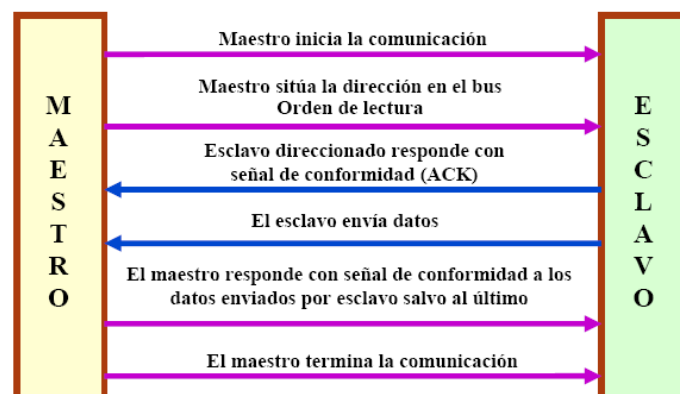 MAESTRO
Maestro inicia la comunicación
Maestro sitúa la dirección en el bus
Orden de lectura
Esclavo direccionado responde con
señal de conformidad (ACK)
El esclavo envía datos
El maestro responde con señal de conformidad a los
datos enviados por esclavo salvo al último
El maestro termina la comunicación
ESCLAVO